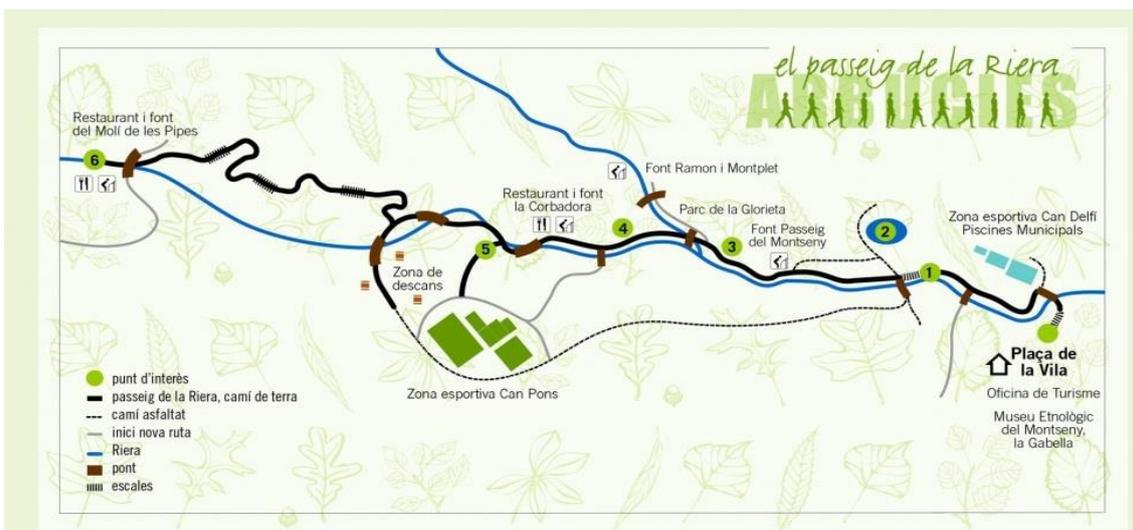 el passeig de la Riera
ARBÚCIES
Restaurant i font
del Molí de les Pipes
6
Font Ramon i Montplet
Restaurant i font
la Corbadora
Parc de la Glorieta
4
3
Font Passeig
del Montseny
2
Zona esportiva Can Delfí
Piscines Municipals
5
1
Zona de
descans
Plaça de
la Vila
Oficina de Turisme
Museu Etnològic
del Montseny,
la Gabella
Zona esportiva Can Pons
punt d'interès
passeig de la Riera, camí de terra
camí asfaltat
inici nova ruta
Riera
pont
escales